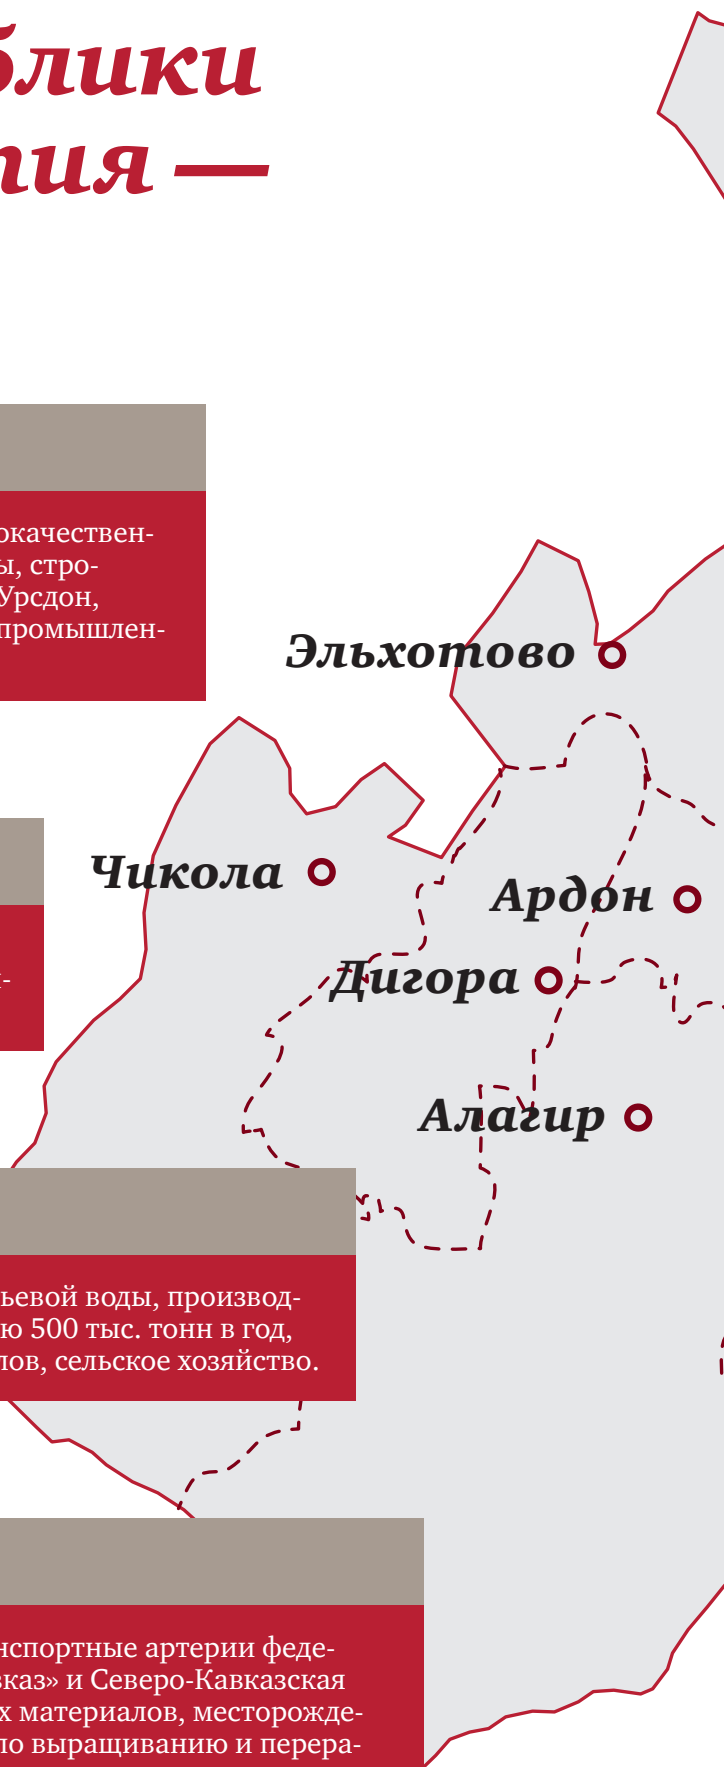 блики
тия —
окачествен-
ы, стро-
Урсдон,
промышлен-
Эльхотово
Чикола
Ардон
Дигора
Алагир
ьевой воды, производ-
ю 500 тыс. тонн в год,
лов, сельское хозяйство.
нспортные артерии феде-
вказ» и Северо-Кавказская
х материалов, месторожде-
по выращиванию и перера-